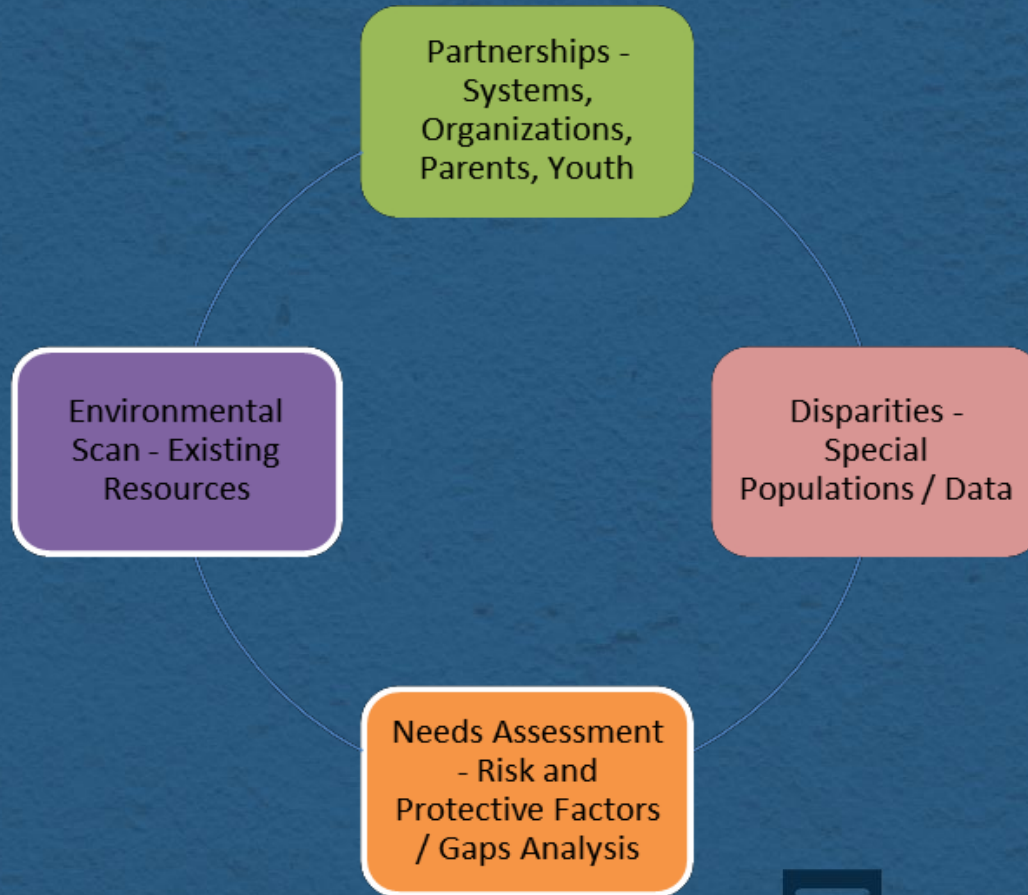 Partnerships -
Systems,
Organizations,
Parents, Youth
Environmental
Scan - Existing
Resources
Disparities -
Special
Populations / Data
Needs Assessment
- Risk and
Protective Factors
/ Gaps Analysis